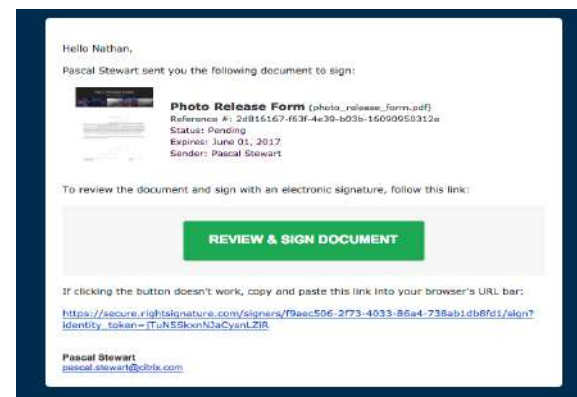 Hello Nathan,
Pascal Stewart sent you the following document to sign:
Photo Release Form (photo_release_form.pdf)
Reference #: 2d816167-f63f-4e39-b03b-16090950312e
Status: Pending
Expires: June 01, 2017
Sender: Pascal Stewart
To review the document and sign with an electronic signature, follow this link:
REVIEW & SIGN DOCUMENT
If clicking the button doesn't work, copy and paste this link into your browser's URL bar:
https://secure.rightsignature.com/signers/f9aec506-2f73-4033-86a4-738ab1db8fd1/sign?
identity_token=jTuN5SkxnNJaCysnLZiR
Pascal Stewart
pascal.stewart@citrix.com